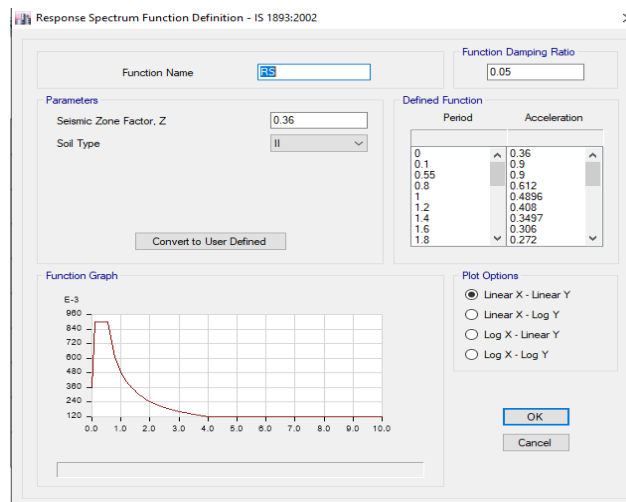 Response Spectrum Function Definition - IS 1893:2002
Function Damping Ratio
Function Name RS 0.05
Parameters Defined Function
Seismic Zone Factor, Z 0.36 Period Acceleration
Soil Type II
0 0.36
0.1 0.9
0.55 0.9
0.8 0.612
1 0.4896
1.2 0.408
1.4 0.3497
1.6 0.306
1.8 0.272
Convert to User Defined
Function Graph Plot Options
E-3
960
840
720
600
480
360
240
120
0.0 1.0 2.0 3.0 4.0 5.0 6.0 7.0 8.0 9.0 10.0
Linear X - Linear Y
Linear X - Log Y
Log X - Linear Y
Log X - Log Y
OK
Cancel